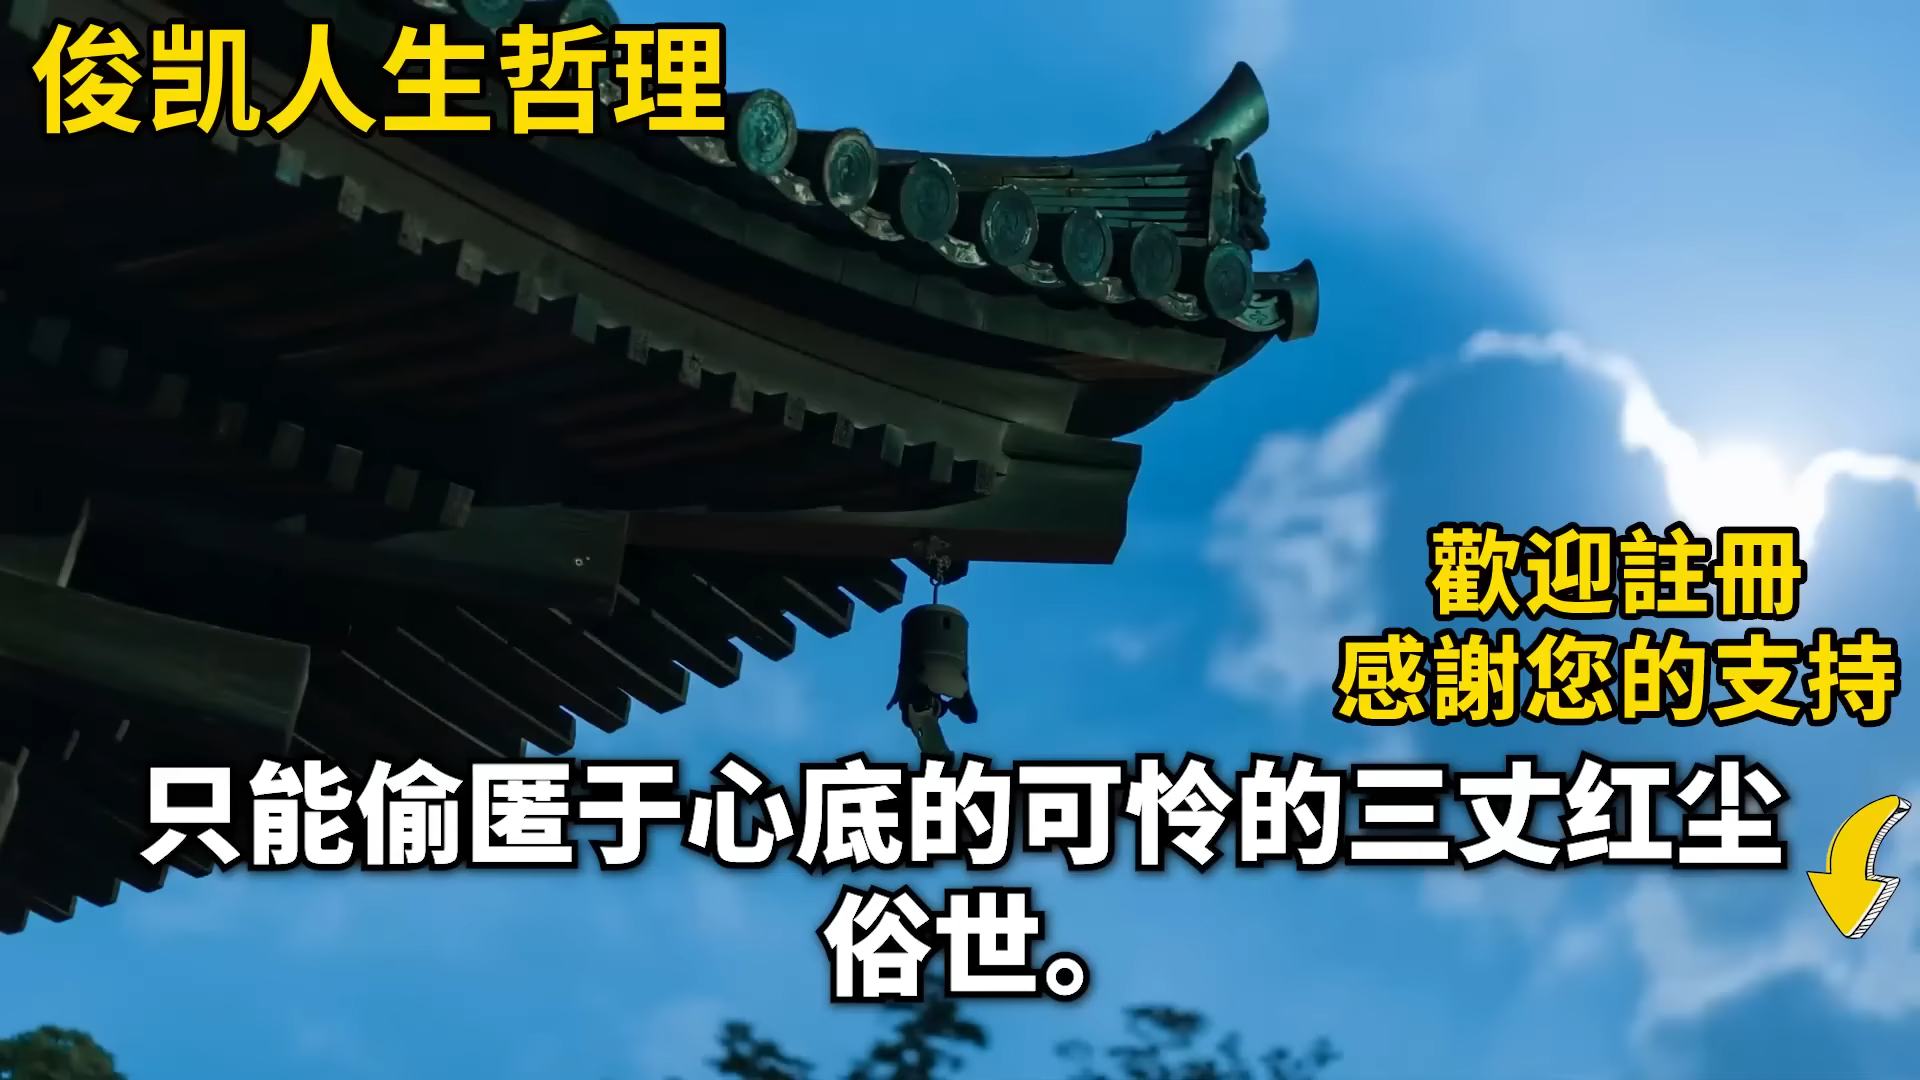 俊凯人生哲理
歡迎註冊
感謝您的支持
只能偷匿于心底的可怜的三丈红尘
俗世。